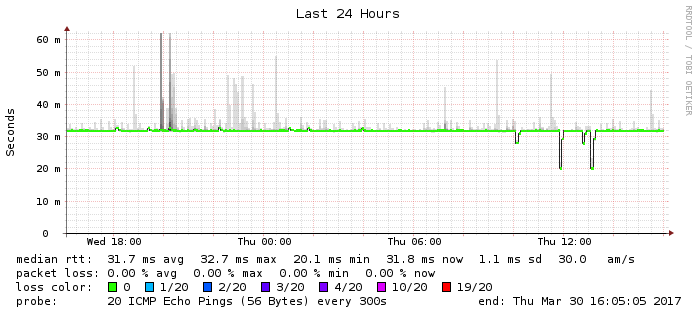 Last 24 Hours
RRDTOOL / TOBI OETIKER
Seconds
60 m
50 m
40 m
30 m
20 m
10 m
0
Wed 18:00 Thu 00:00 Thu 06:00 Thu 12:00
median rtt: 31.7 ms avg 32.7 ms max 20.1 ms min 31.8 ms now 1.1 ms sd 30.0 am/s
packet loss: 0.00 % avg 0.00 % max 0.00 % min 0.00 % now
loss color: 0 1/20 2/20 3/20 4/20 10/20 19/20
probe: 20 ICMP Echo Pings (56 Bytes) every 300s end: Thu Mar 30 16:05:05 2017